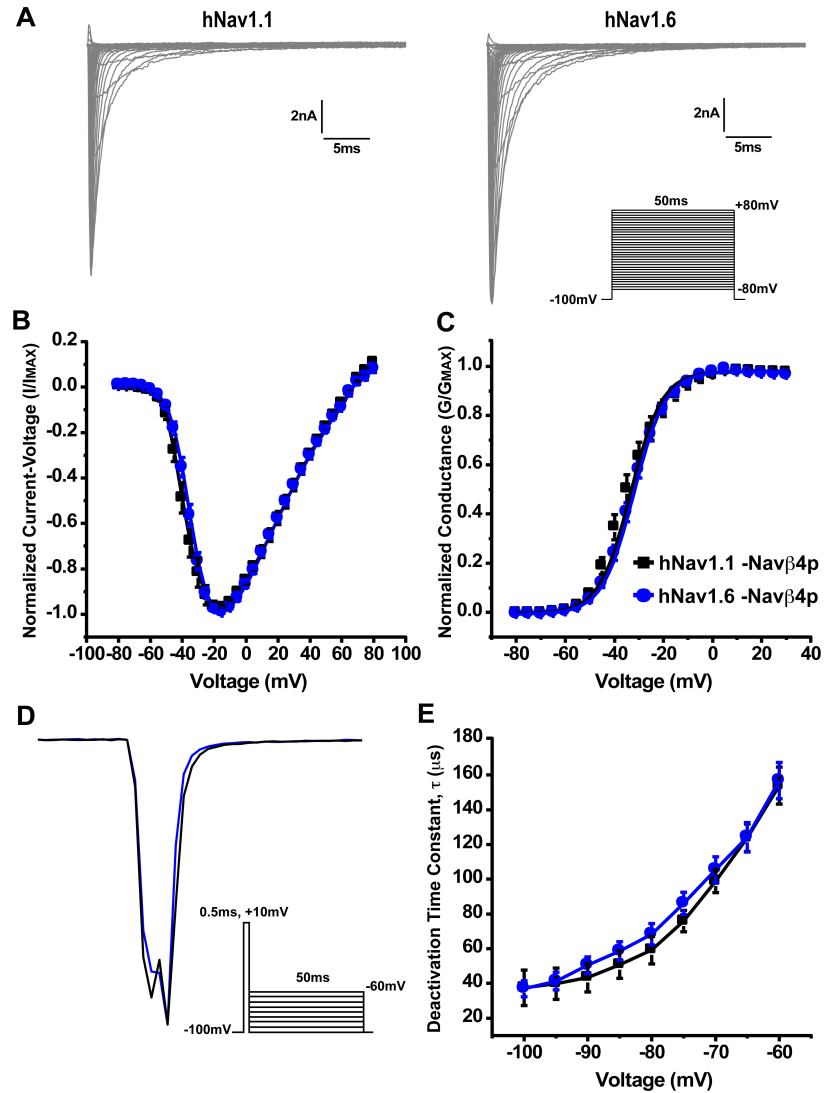 A
hNav1.1
hNav1.6
2nA
5ms
2nA
5ms
50ms
+80mV
-80mV
-100mV
B
Normalized Current-Voltage (I/IMAX)
0.2
0.0
-0.2
-0.4
-0.6
-0.8
-1.0
-100 -80 -60 -40 -20 0 20 40 60 80 100
Voltage (mV)
C
Normalized Conductance (G/GMAX)
1.0
0.8
0.6
0.4
0.2
0.0
hNav1.1 -Navβ4p
hNav1.6 -Navβ4p
-80 -60 -40 -20 0 20 40
Voltage (mV)
D
0.5ms, +10mV
50ms
-60mV
-100mV
E
Deactivation Time Constant, τ (μs)
180
160
140
120
100
80
60
40
20
-100 -90 -80 -70 -60
Voltage (mV)